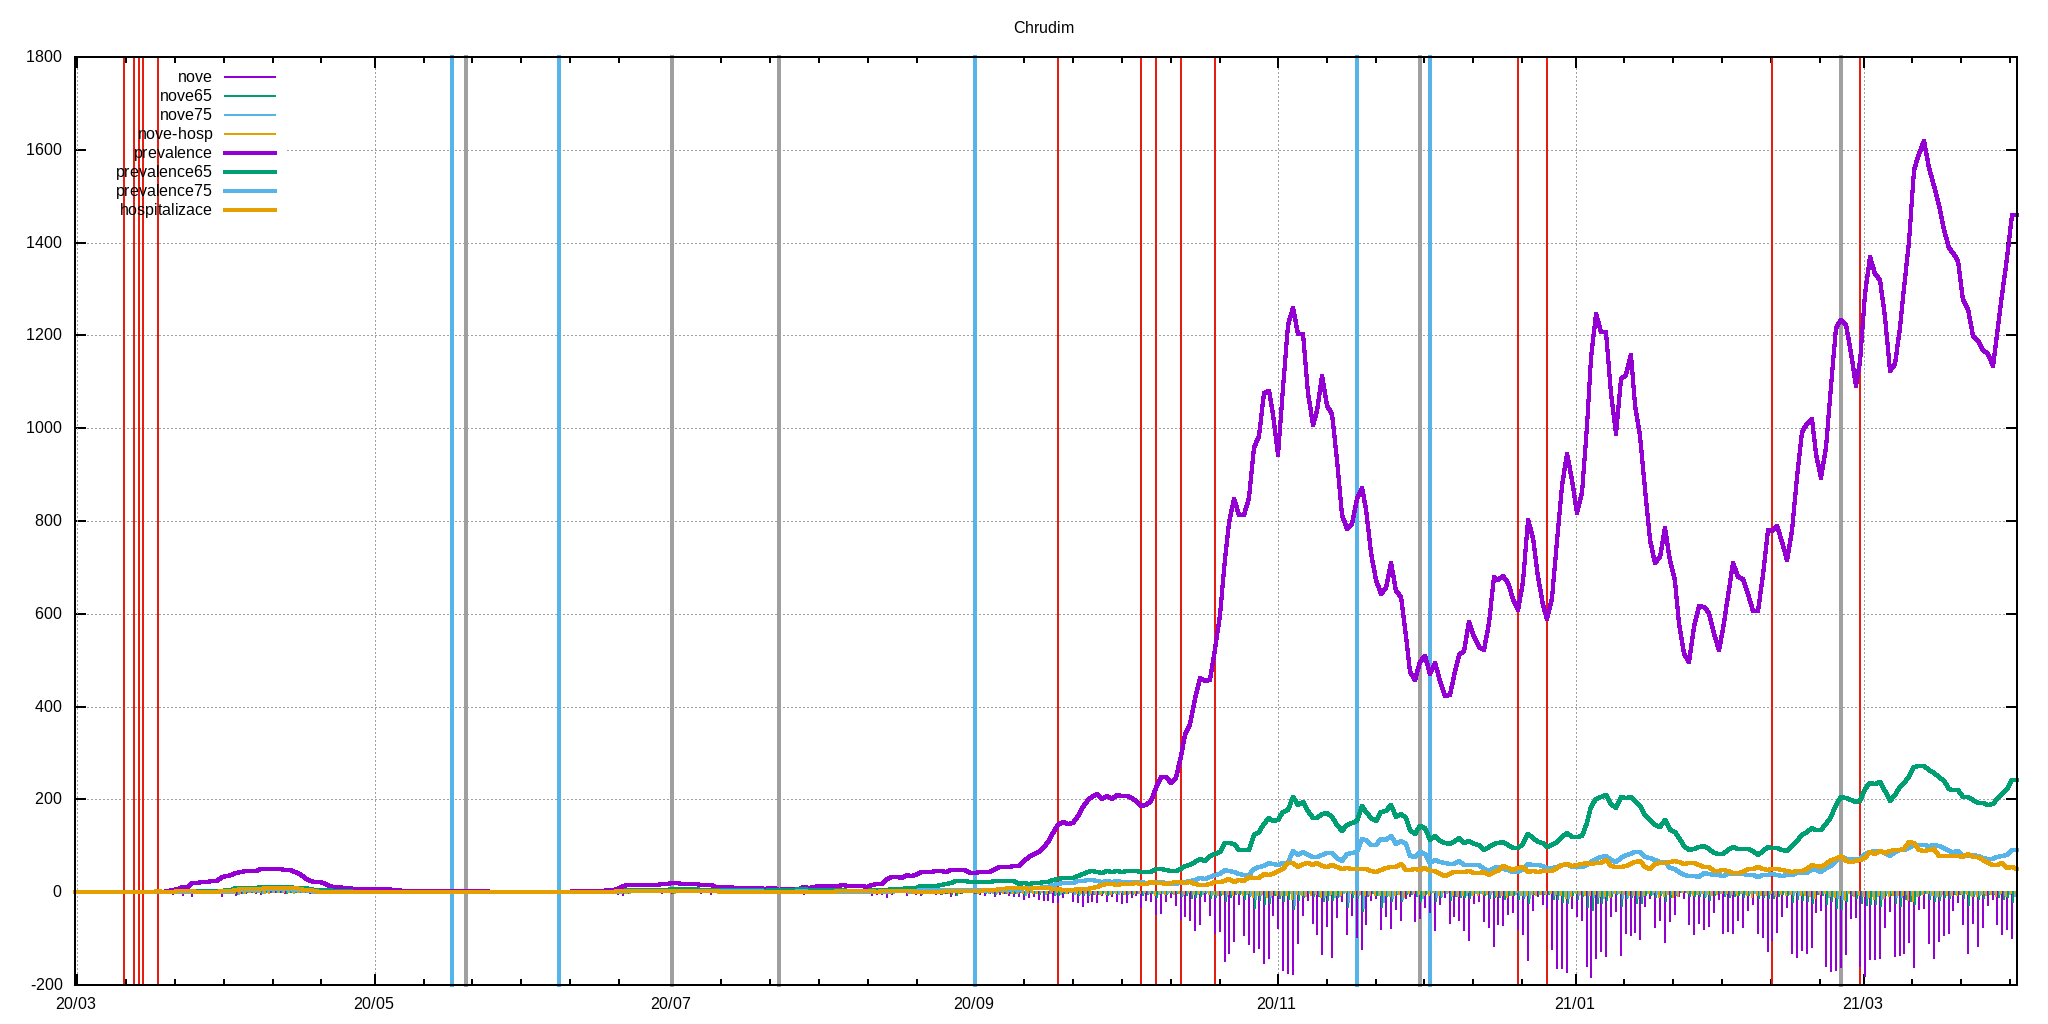 Chrudim
1800
1600
1400
1200
1000
800
600
400
200
0
-200
nove
nove65
nove75
nove-hosp
prevalence
prevalence65
prevalence75
hospitalizace
20/03 20/05 20/07 20/09 20/11 21/01 21/03